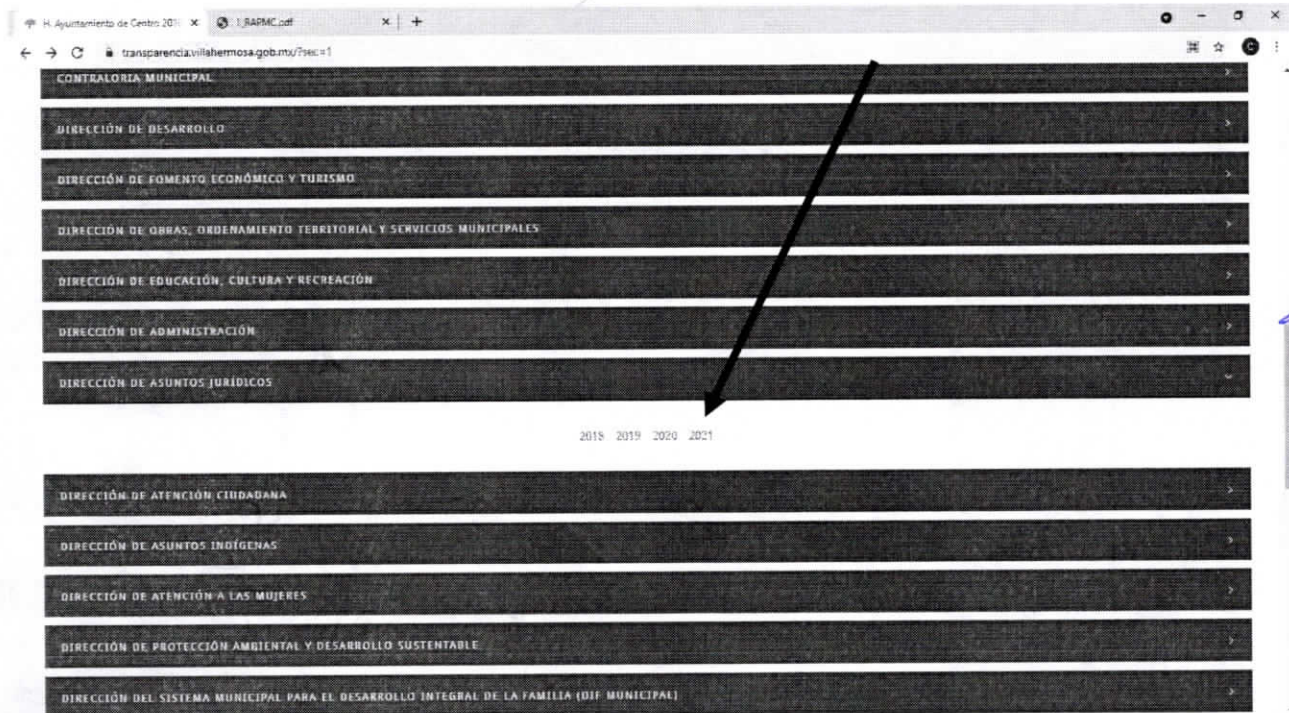 H. Ayuntamiento de Centro 201
1_RAPMC.pdf
transparencia.villahermosa.gob.mx/?sec=1
CONTRALORIA MUNICIPAL
DIRECCIÓN DE DESARROLLO
DIRECCIÓN DE FOMENTO ECONÓMICO Y TURISMO
DIRECCIÓN DE OBRAS, ORDENAMIENTO TERRITORIAL Y SERVICIOS MUNICIPALES
DIRECCIÓN DE EDUCACIÓN, CULTURA Y RECREACIÓN
DIRECCIÓN DE ADMINISTRACIÓN
DIRECCIÓN DE ASUNTOS JURÍDICOS
2018 2019 2020 2021
DIRECCIÓN DE ATENCIÓN CIUDADANA
DIRECCIÓN DE ASUNTOS INDÍGENAS
DIRECCIÓN DE ATENCIÓN A LAS MUJERES
DIRECCIÓN DE PROTECCIÓN AMBIENTAL Y DESARROLLO SUSTENTABLE
DIRECCIÓN DEL SISTEMA MUNICIPAL PARA EL DESARROLLO INTEGRAL DE LA FAMILIA (DIF MUNICIPAL)